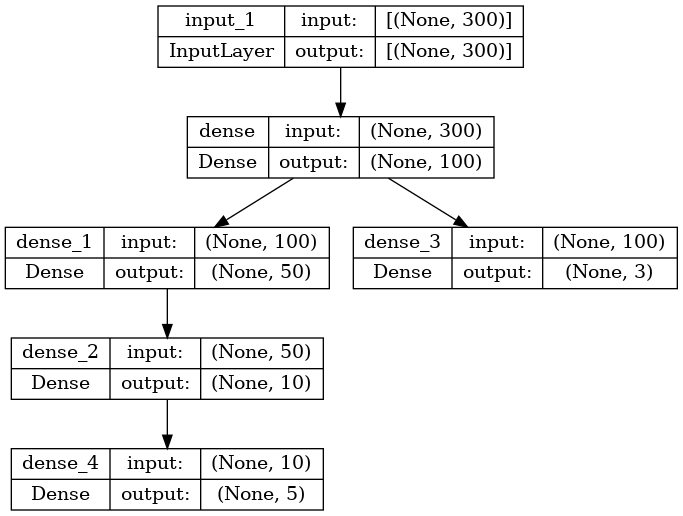 input_1 input: [(None, 300)]
InputLayer output: [(None, 300)]
dense input: (None, 300)
Dense output: (None, 100)
dense_1 input: (None, 100)
Dense output: (None, 50)
dense_3 input: (None, 100)
Dense output: (None, 3)
dense_2 input: (None, 50)
Dense output: (None, 10)
dense_4 input: (None, 10)
Dense output: (None, 5)